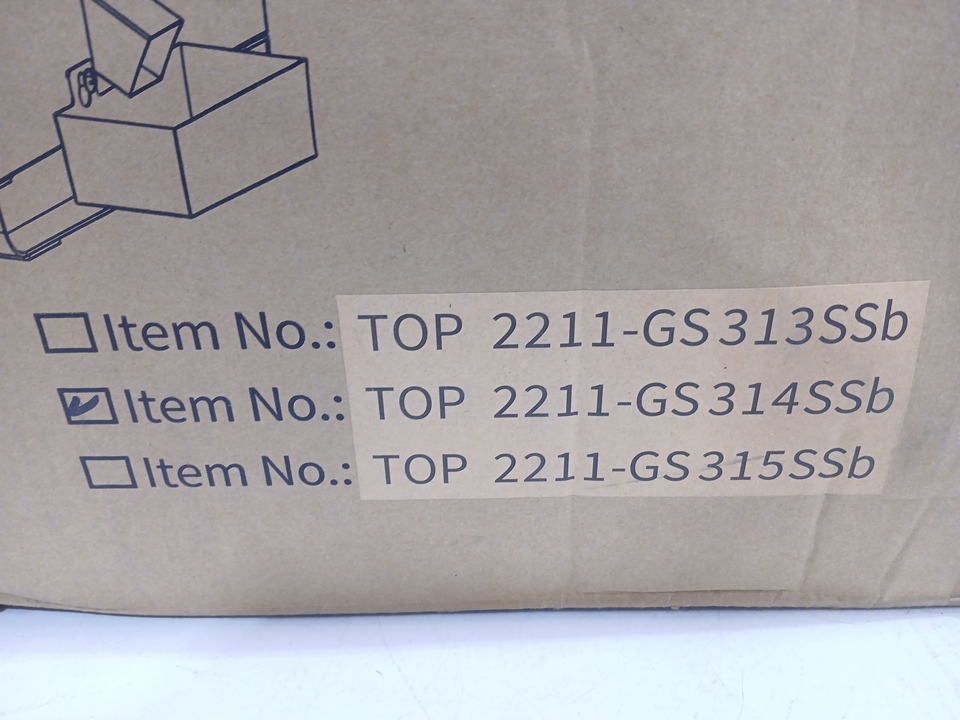 Item No.: TOP 2211-GS313SSb
Item No.: TOP 2211-GS314SSb
Item No.: TOP 2211-GS315SSb